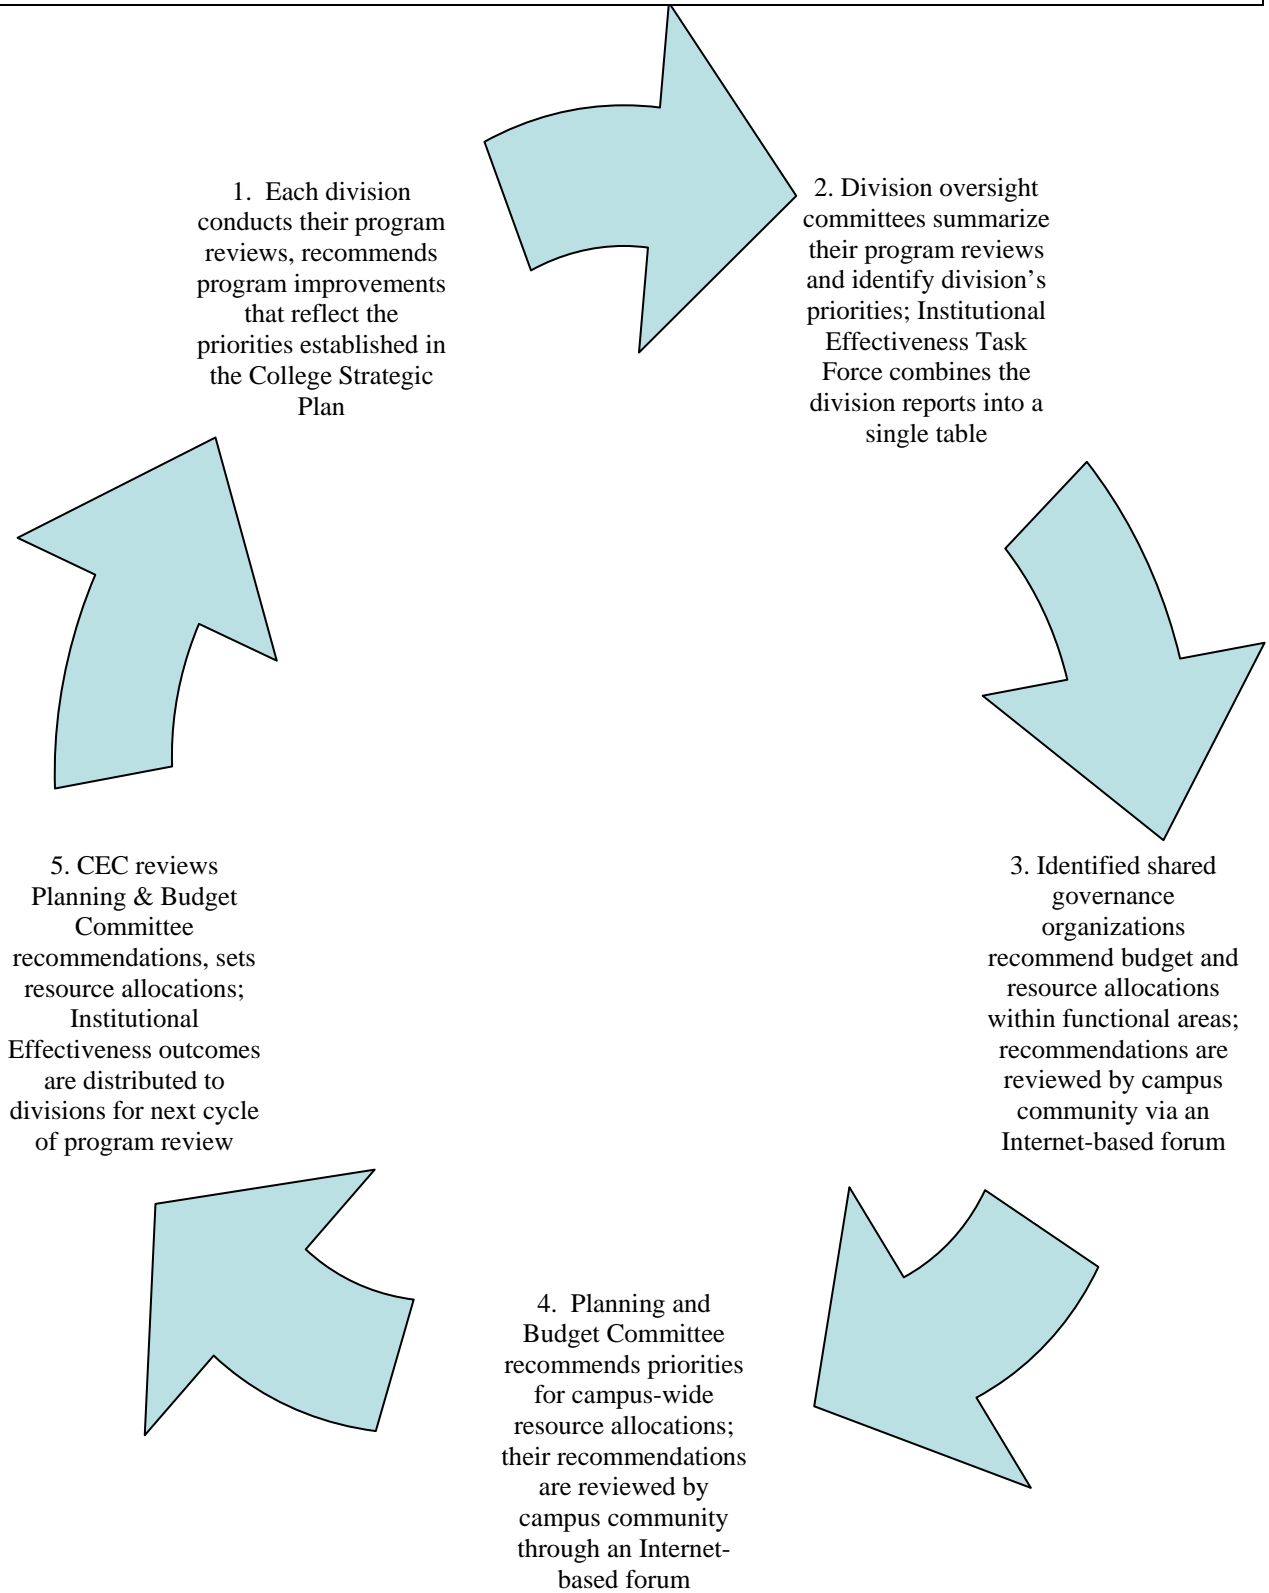 1. Each division
conducts their program
reviews, recommends
program improvements
that reflect the
priorities established in
the College Strategic
Plan
2. Division oversight
committees summarize
their program reviews
and identify division’s
priorities; Institutional
Effectiveness Task
Force combines the
division reports into a
single table
3. Identified shared
governance
organizations
recommend budget and
resource allocations
within functional areas;
recommendations are
reviewed by campus
community via an
Internet-based forum
4. Planning and
Budget Committee
recommends priorities
for campus-wide
resource allocations;
their recommendations
are reviewed by
campus community
through an Internet-
based forum
5. CEC reviews
Planning & Budget
Committee
recommendations, sets
resource allocations;
Institutional
Effectiveness outcomes
are distributed to
divisions for next cycle
of program review